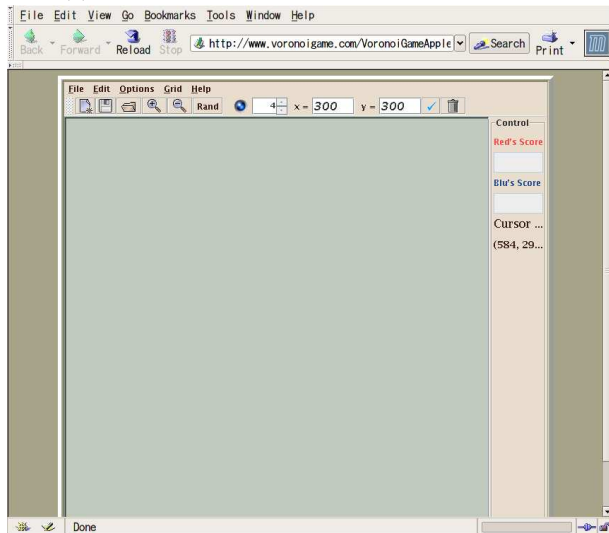 File Edit View Go Bookmarks Tools Window Help
Back Forward Reload Stop http://www.voronoigame.com/VoronoiGameApple Search Print
File Edit Options Grid Help
Rand 4 x = 300 y = 300
Control
Red's Score
Blu's Score
Cursor ...
(584, 29...
Done